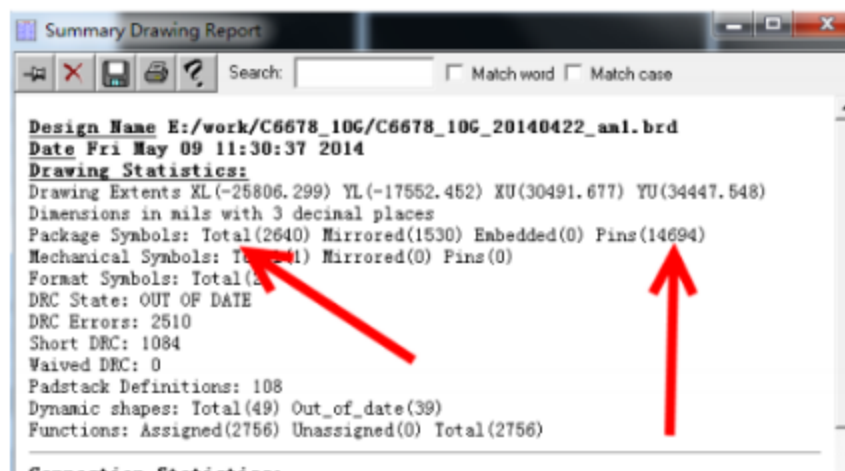 Summary Drawing Report
Search: Match word Match case
Design Name E:/work/C6678_10G/C6678_10G_20140422_am1.brd
Date Fri May 09 11:30:37 2014
Drawing Statistics:
Drawing Extents XL(-25806.299) YL(-17552.452) XU(30491.677) YU(34447.548)
Dimensions in mils with 3 decimal places
Package Symbols: Total(2640) Mirrored(1530) Embedded(0) Pins(14694)
Mechanical Symbols: Mirrored(0) Pins(0)
Format Symbols:
DRC State: OUT OF DATE
DRC Errors: 2510
Short DRC: 1084
Waived DRC: 0
Padstack Definitions: 108
Dynamic shapes: Total(49) Out_of_date(39)
Functions: Assigned(2756) Unassigned(0) Total(2756)